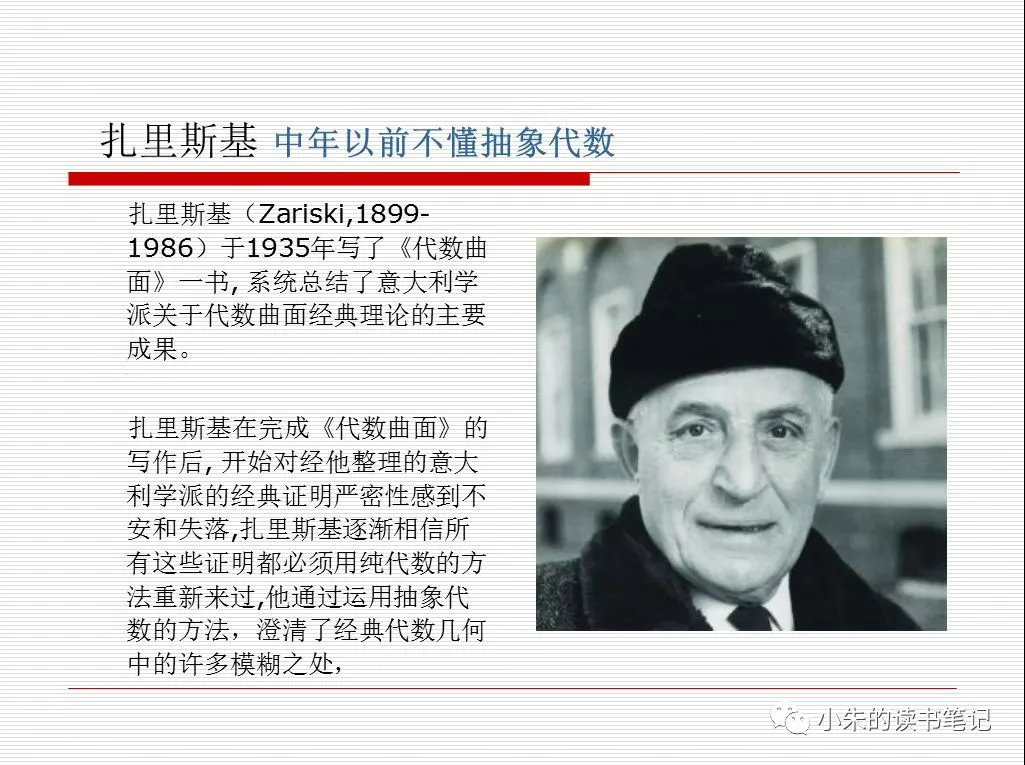 扎里斯基 中年以前不懂抽象代数
扎里斯基（Zariski,1899-
1986）于1935年写了《代数曲
面》一书, 系统总结了意大利学
派关于代数曲面经典理论的主要
成果。
扎里斯基在完成《代数曲面》的
写作后, 开始对经他整理的意大
利学派的经典证明严密性感到不
安和失落,扎里斯基逐渐相信所
有这些证明都必须用纯代数的方
法重新来过,他通过运用抽象代
数的方法，澄清了经典代数几何
中的许多模糊之处，
小朱的读书笔记